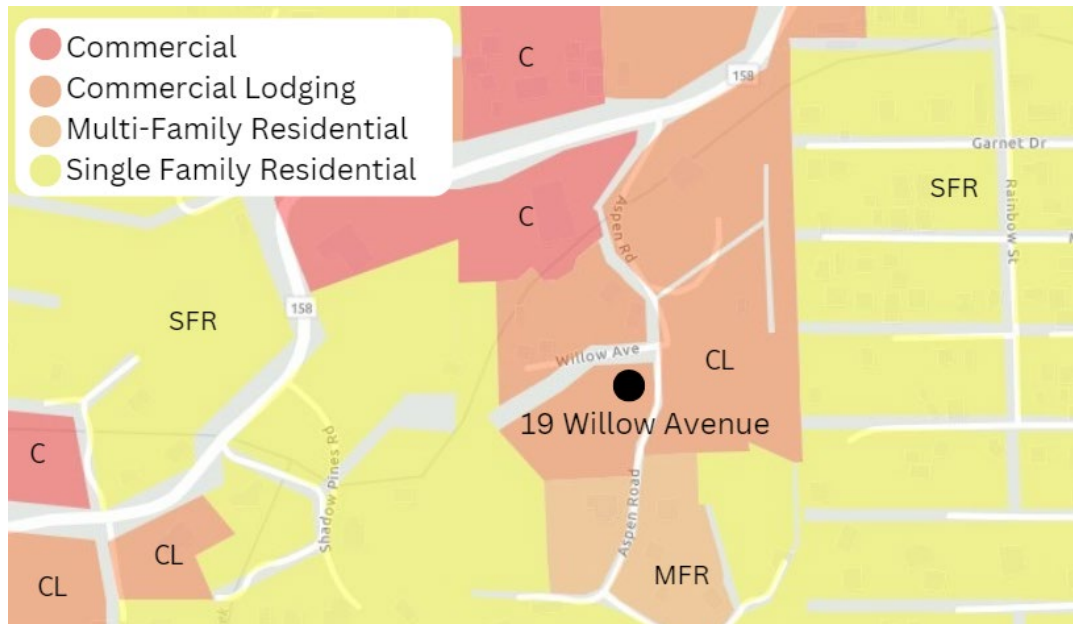 Commercial
Commercial Lodging
Multi-Family Residential
Single Family Residential
C
158
Garnet Dr
SFR
Rainbow St
C
Aspen Rd
158
SFR
Willow Ave
CL
19 Willow Avenue
C
Shadow Pines Rd
Aspen Road
CL
MFR
CL